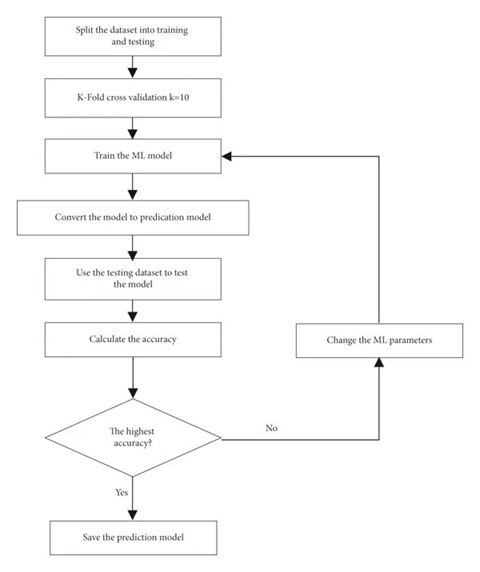 Split the dataset into training
and testing
K-Fold cross validation k=10
Train the ML model
Convert the model to predication model
Use the testing dataset to test
the model
Calculate the accuracy
Change the ML parameters
The highest
accuracy?
No
Yes
Save the prediction model